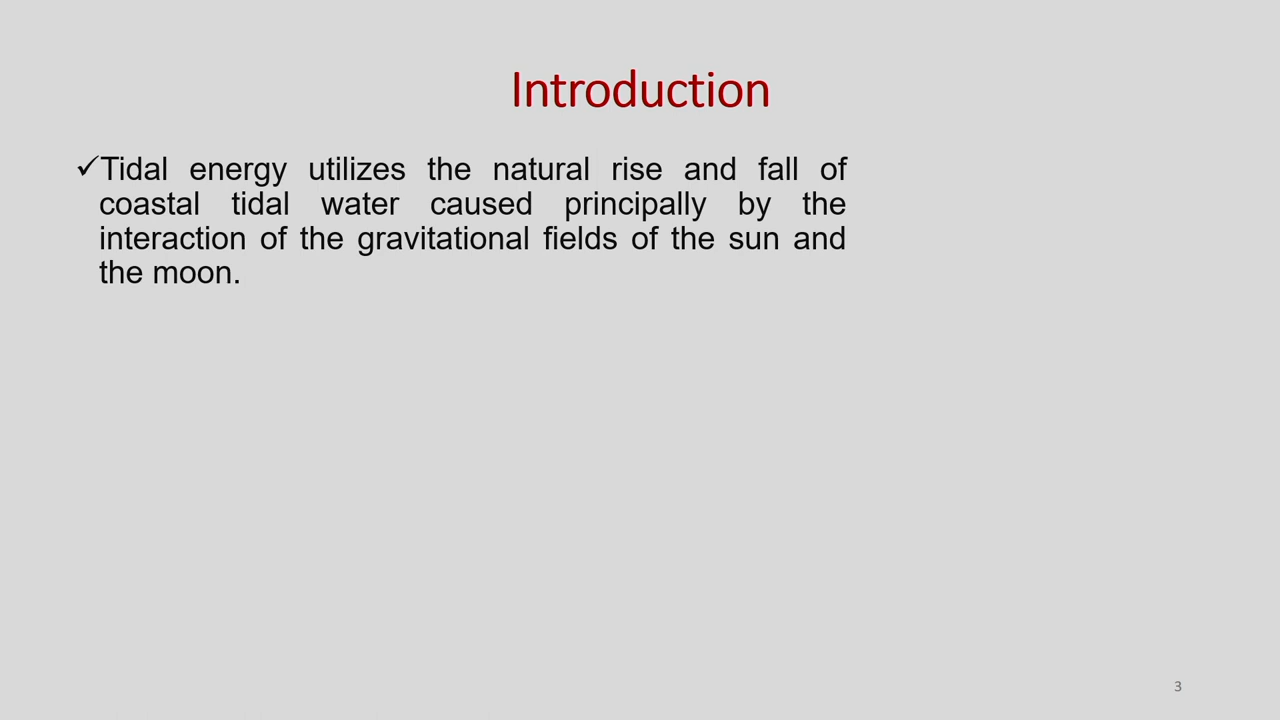 Introduction
✓Tidal energy utilizes the natural rise and fall of
coastal tidal water caused principally by the
interaction of the gravitational fields of the sun and
the moon.
3